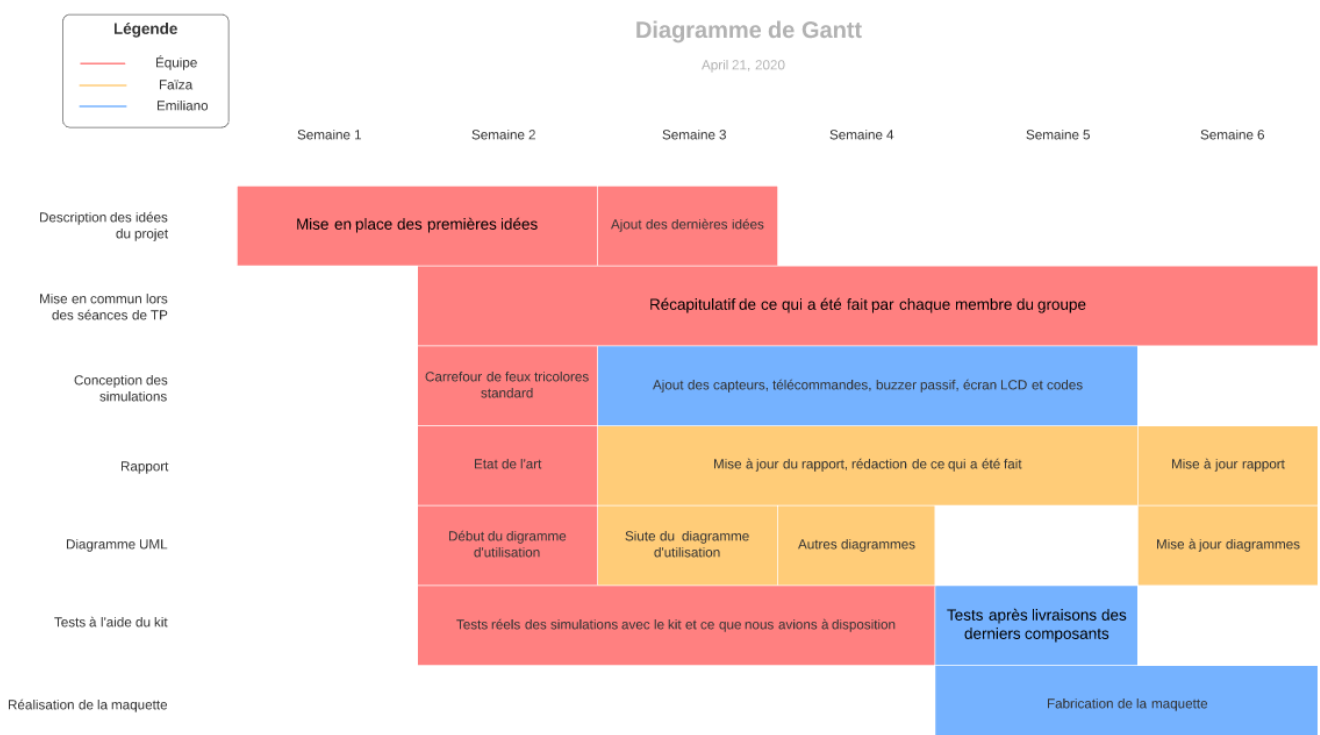 Légende
Équipe
Faïza
Emiliano
Diagramme de Gantt
April 21, 2020
Semaine 1
Semaine 2
Semaine 3
Semaine 4
Semaine 5
Semaine 6
Description des idées
du projet
Mise en place des premières idées
Ajout des dernières idées
Mise en commun lors
des séances de TP
Récapitulatif de ce qui a été fait par chaque membre du groupe
Conception des
simulations
Carrefour de feux tricolores
standard
Ajout des capteurs, télécommandes, buzzer passif, écran LCD et codes
Rapport
Etat de l'art
Mise à jour du rapport, rédaction de ce qui a été fait
Mise à jour rapport
Diagramme UML
Début du digramme
d'utilisation
Siute du diagramme
d'utilisation
Autres diagrammes
Mise à jour diagrammes
Tests à l'aide du kit
Tests réels des simulations avec le kit et ce que nous avions à disposition
Tests après livraisons des
derniers composants
Réalisation de la maquette
Fabrication de la maquette